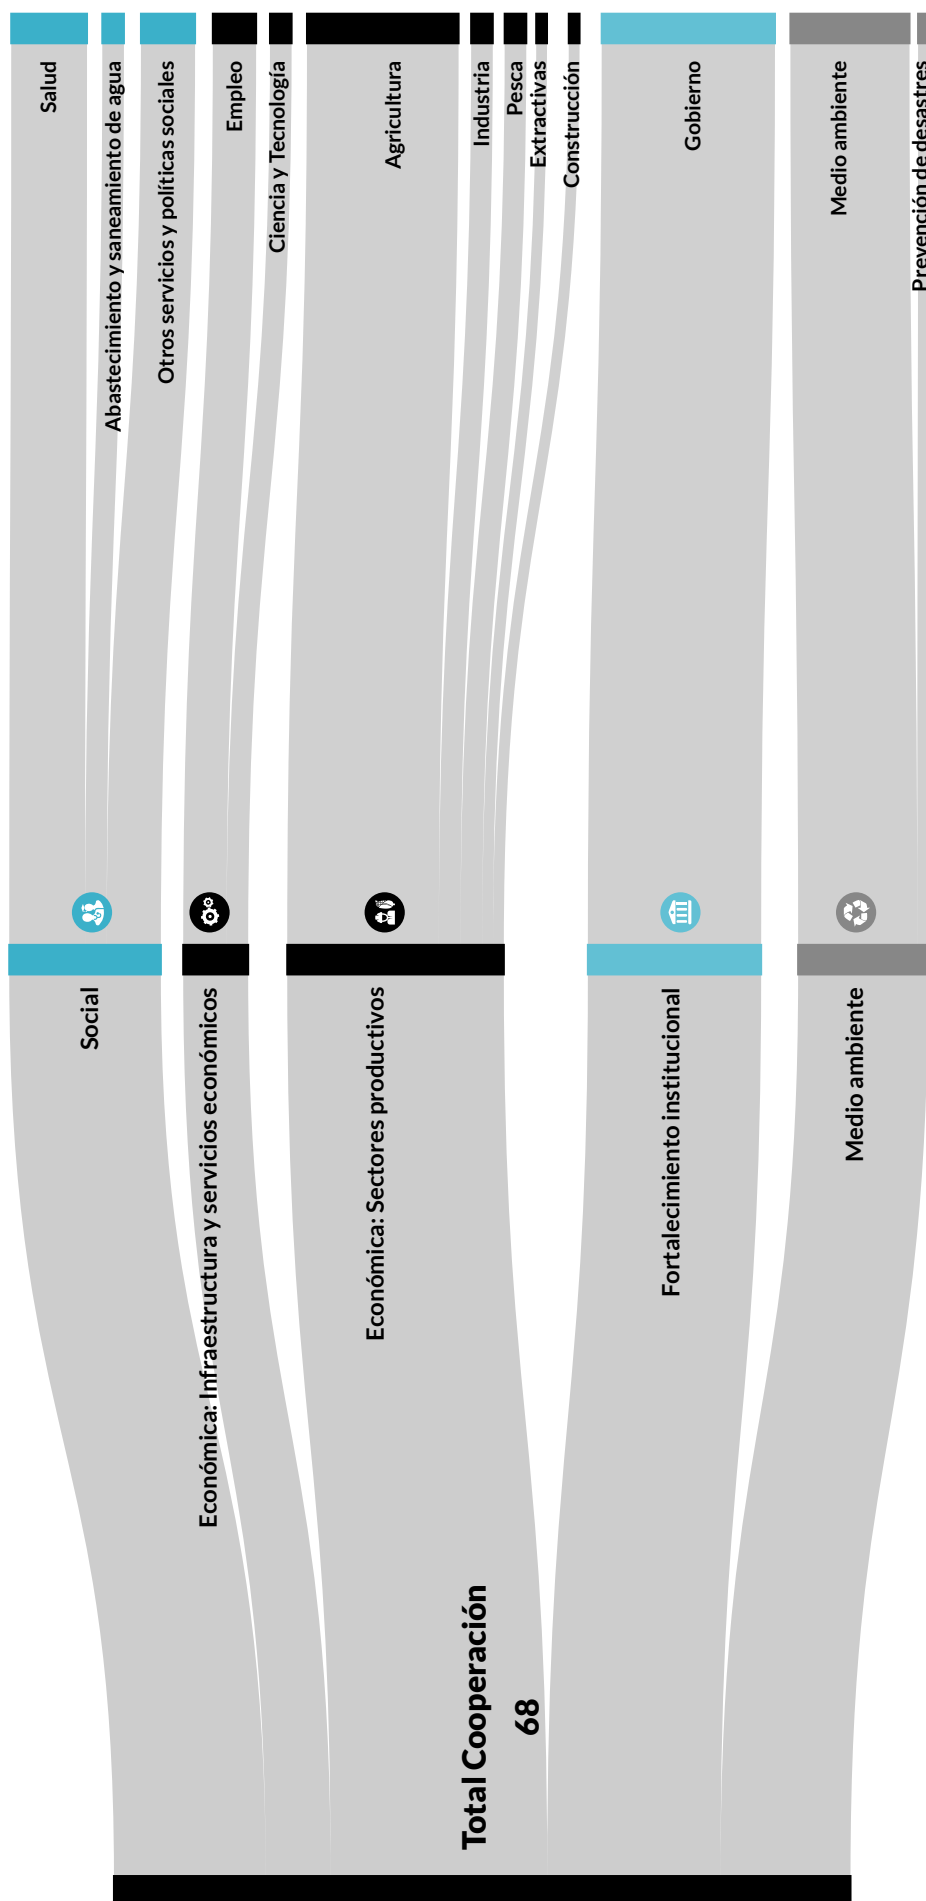 Salud
Abastecimiento y saneamiento de agua
Otros servicios y políticas sociales
Empleo
Ciencia y Tecnología
Agricultura
Industria
Pesca
Extractivas
Construcción
Gobierno
Medio ambiente
Prevención de desastres
Social
Económica: Infraestructura y servicios económicos
Económica: Sectores productivos
Fortalecimiento institucional
Medio ambiente
Total Cooperación
68